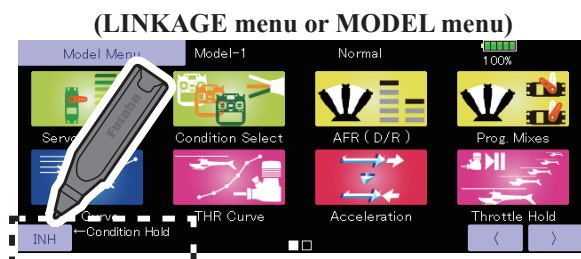 (LINKAGE menu or MODEL menu)
Model Menu Model-1 Normal 100%
Servo Condition Select AFR ( D/R ) Prog. Mixes
Futaba
Curve THR Curve Acceleration Throttle Hold
INH ←Condition Hold